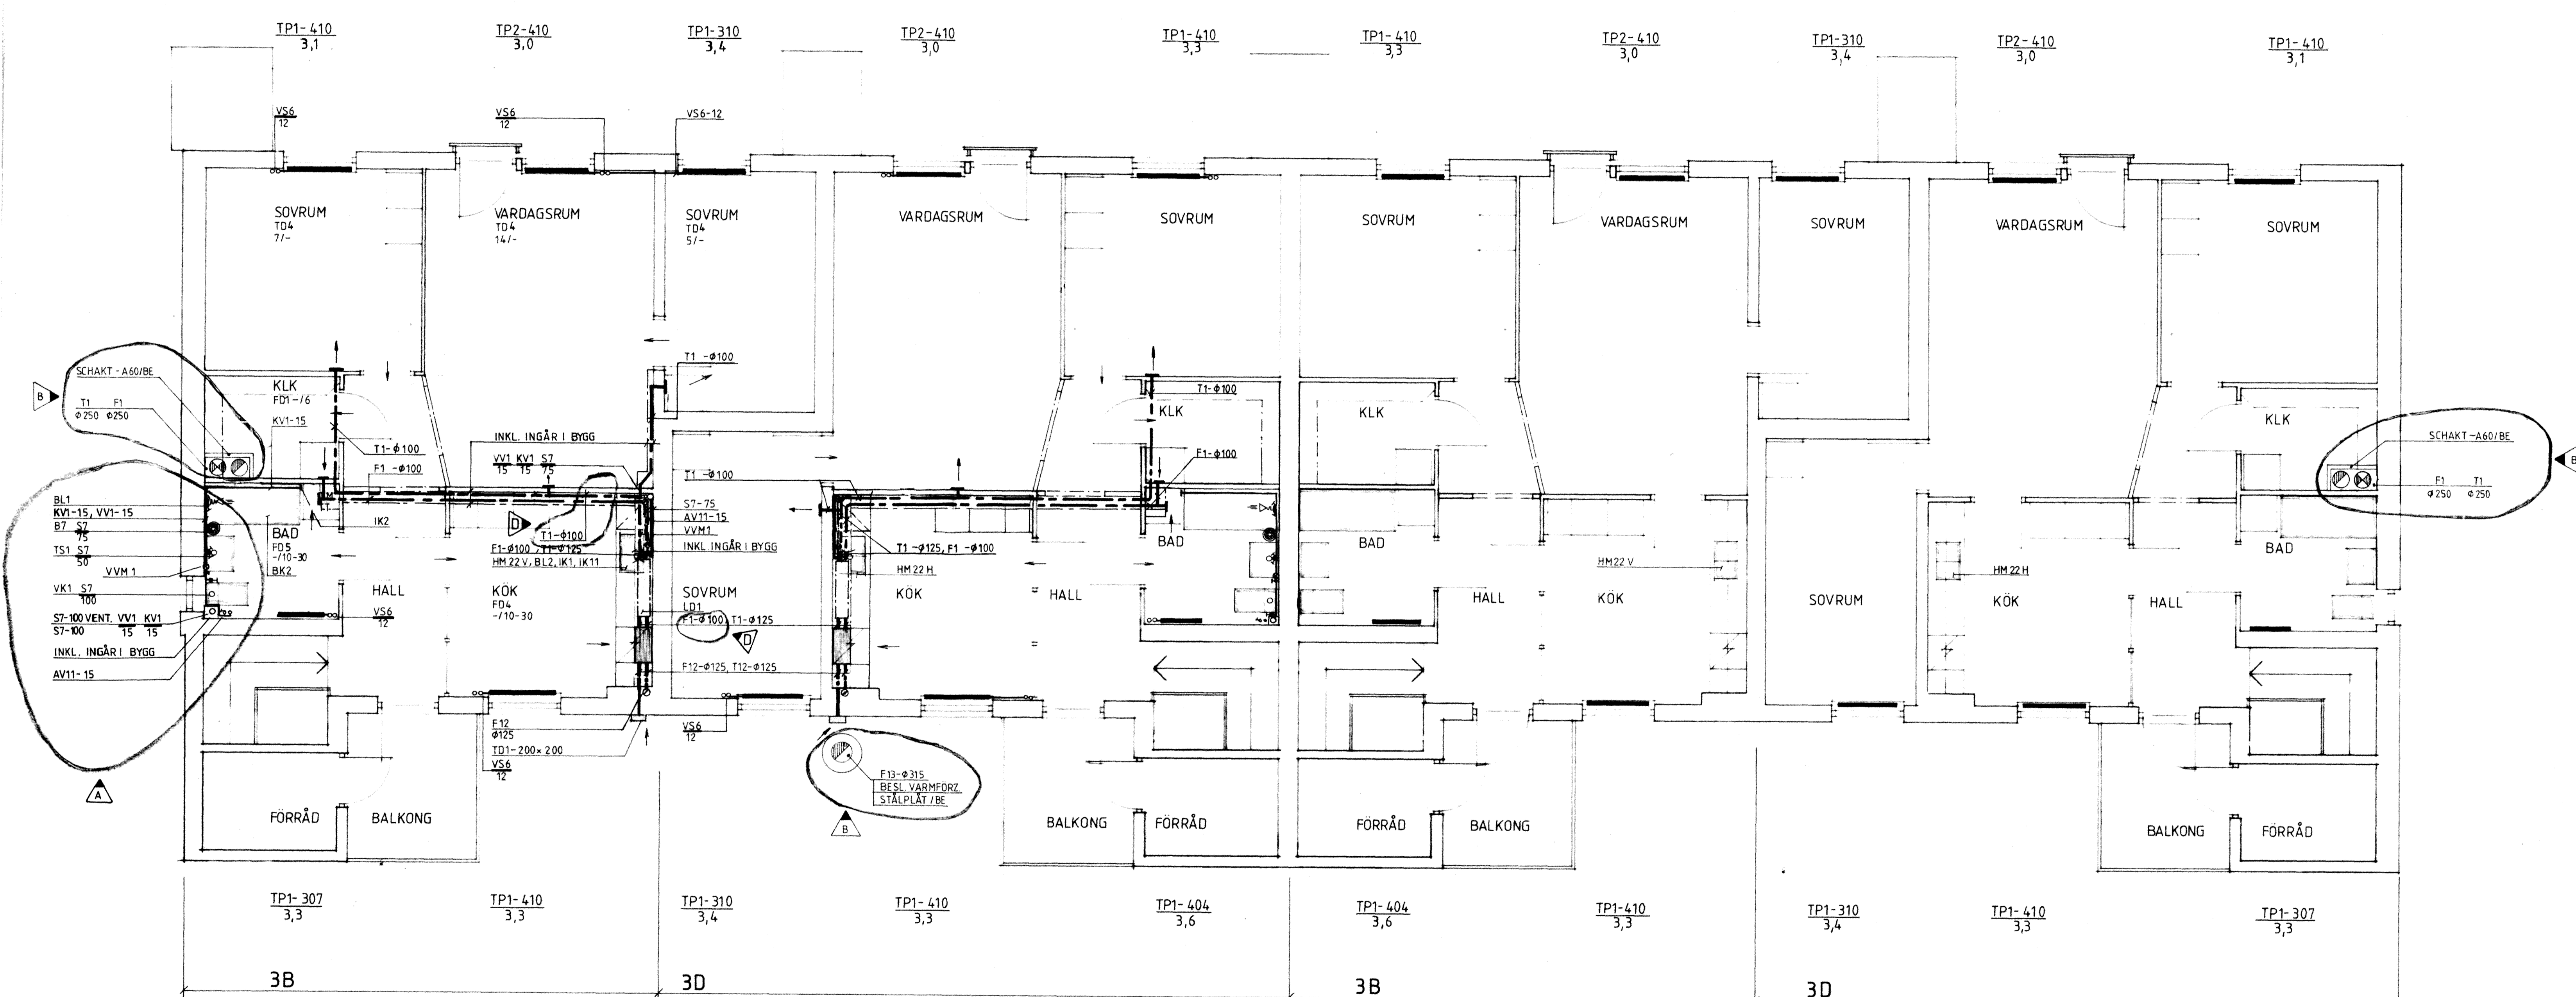 TP1-410
3,1
TP2-410
3,0
TP1-310
3,4
TP2-410
3,0
TP1-410
3,3
TP1-410
3,3
TP2-410
3,0
TP1-310
3,4
TP2-410
3,0
TP1-410
3,1
VS6
12
VS6
12
VS6-12
SOVRUM
TD4
7/-
VARDAGSRUM
TD4
14/-
SOVRUM
TD4
5/-
VARDAGSRUM
SOVRUM
SOVRUM
VARDAGSRUM
SOVRUM
VARDAGSRUM
SOVRUM
B
SCHAKT-A60/BE
T1 F1
Φ250 Φ250
KV1-15
KLK
FD1-/6
T1-Φ100
F1-Φ100
INKL. INGÅR I BYGG
VV1 KV1 S7
15 15 75
T1-Φ100
T1-Φ100
T1-Φ100
KLK
F1-Φ100
KLK
KLK
SCHAKT-A60/BE
F1 T1
Φ250 Φ250
B
BL1
KV1-15, VV1-15
B7 S7
75
TS1 S7
50
VVM1
VK1 S7
100
S7-100 VENT. VV1 KV1
S7-100 15 15
INKL. INGÅR I BYGG
AV11-15
A
BAD
FD5
-/10-30
BK2
IK2
HALL
VS6
12
KÖK
FD4
-/10-30
D
T1-Φ100
F1-Φ100, T1-Φ125
HM22V, BL2, IK1, IK11
S7-75
AV11-15
VVM1
INKL. INGÅR I BYGG
SOVRUM
LD1
F1-Φ100, T1-Φ125
D
F12-Φ125, T12-Φ125
T1-Φ125, F1-Φ100
HM22H
KÖK
HALL
BAD
BAD
HALL
KÖK
HM22V
SOVRUM
HM22H
KÖK
HALL
BAD
F12
Φ125
TD1-200×200
VS6
12
VS6
12
F13-Φ315
BESL. VARMFÖRZ.
STÅLPLÅT/BE
B
FÖRRÅD
BALKONG
BALKONG
FÖRRÅD
FÖRRÅD
BALKONG
BALKONG
FÖRRÅD
TP1-307
3,3
TP1-410
3,3
TP1-310
3,4
TP1-410
3,3
TP1-404
3,6
TP1-404
3,6
TP1-410
3,3
TP1-310
3,4
TP1-410
3,3
TP1-307
3,3
3B
3D
3B
3D